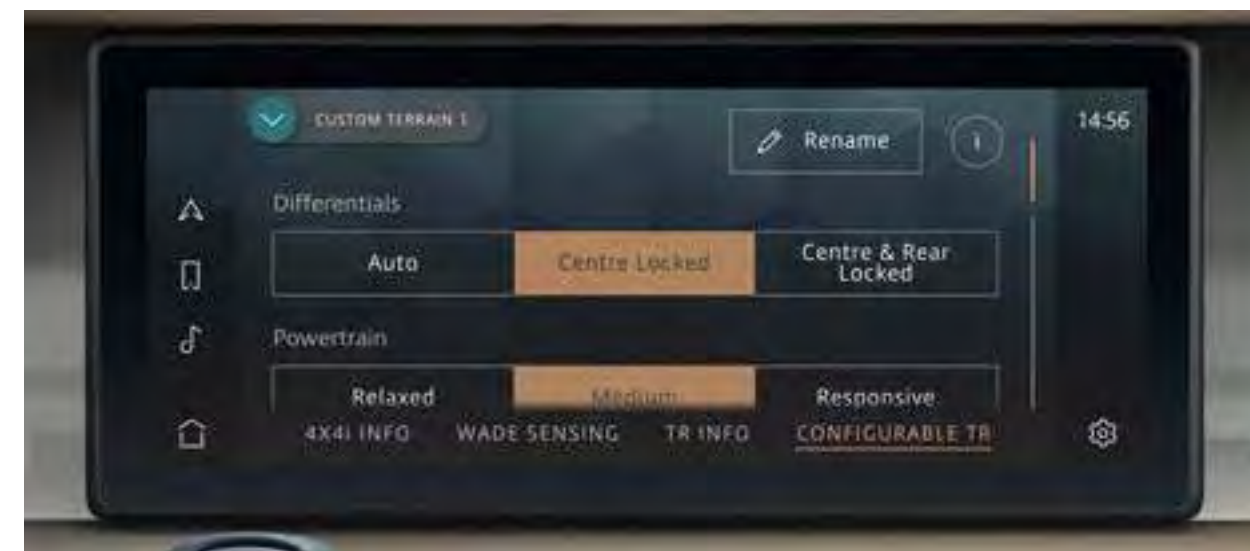 CUSTOM TERRAIN 1
Rename
i
14:56
Differentials
Auto
Centre Locked
Centre & Rear
Locked
Powertrain
Relaxed
Medium
Responsive
4X4i INFO
WADE SENSING
TR INFO
CONFIGURABLE TR